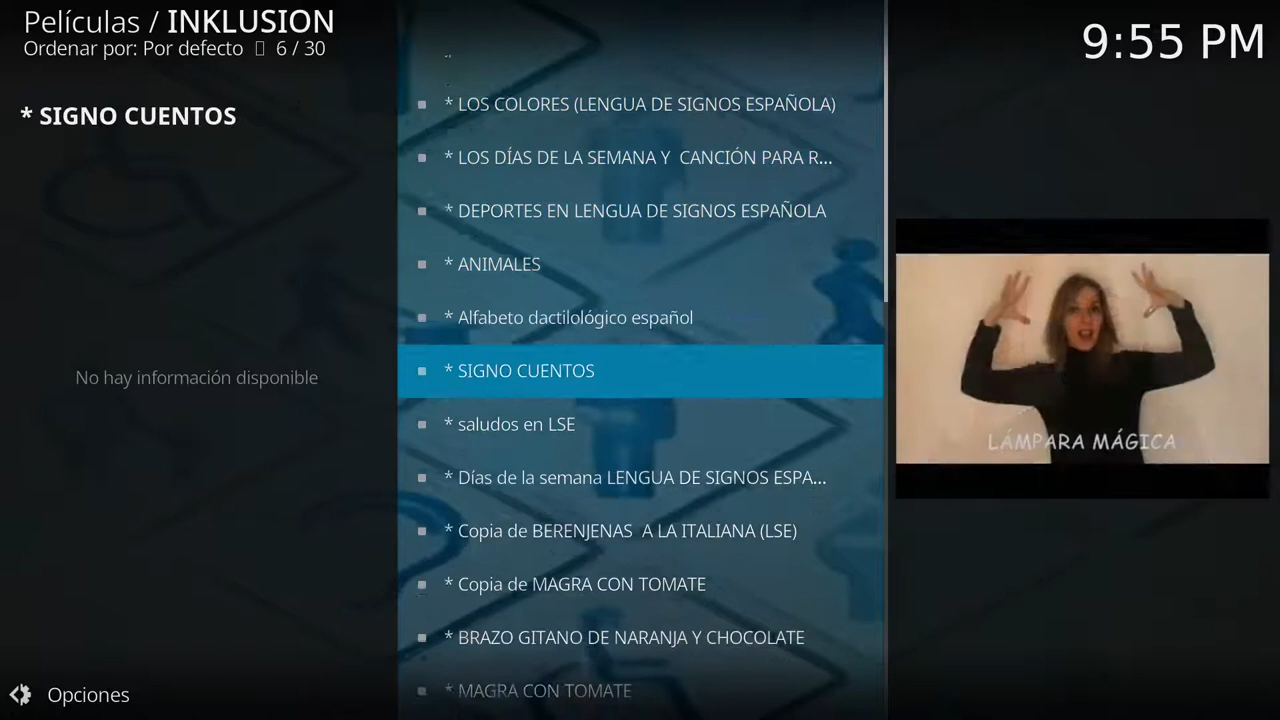 Películas / INKLUSION
Ordenar por: Por defecto 6 / 30
9:55 PM
* SIGNO CUENTOS
No hay información disponible
..
* LOS COLORES (LENGUA DE SIGNOS ESPAÑOLA)
* LOS DÍAS DE LA SEMANA Y CANCIÓN PARA R...
* DEPORTES EN LENGUA DE SIGNOS ESPAÑOLA
* ANIMALES
* Alfabeto dactilológico español
* SIGNO CUENTOS
* saludos en LSE
* Días de la semana LENGUA DE SIGNOS ESPA...
* Copia de BERENJENAS A LA ITALIANA (LSE)
* Copia de MAGRA CON TOMATE
* BRAZO GITANO DE NARANJA Y CHOCOLATE
* MAGRA CON TOMATE
LÁMPARA MÁGICA
Opciones